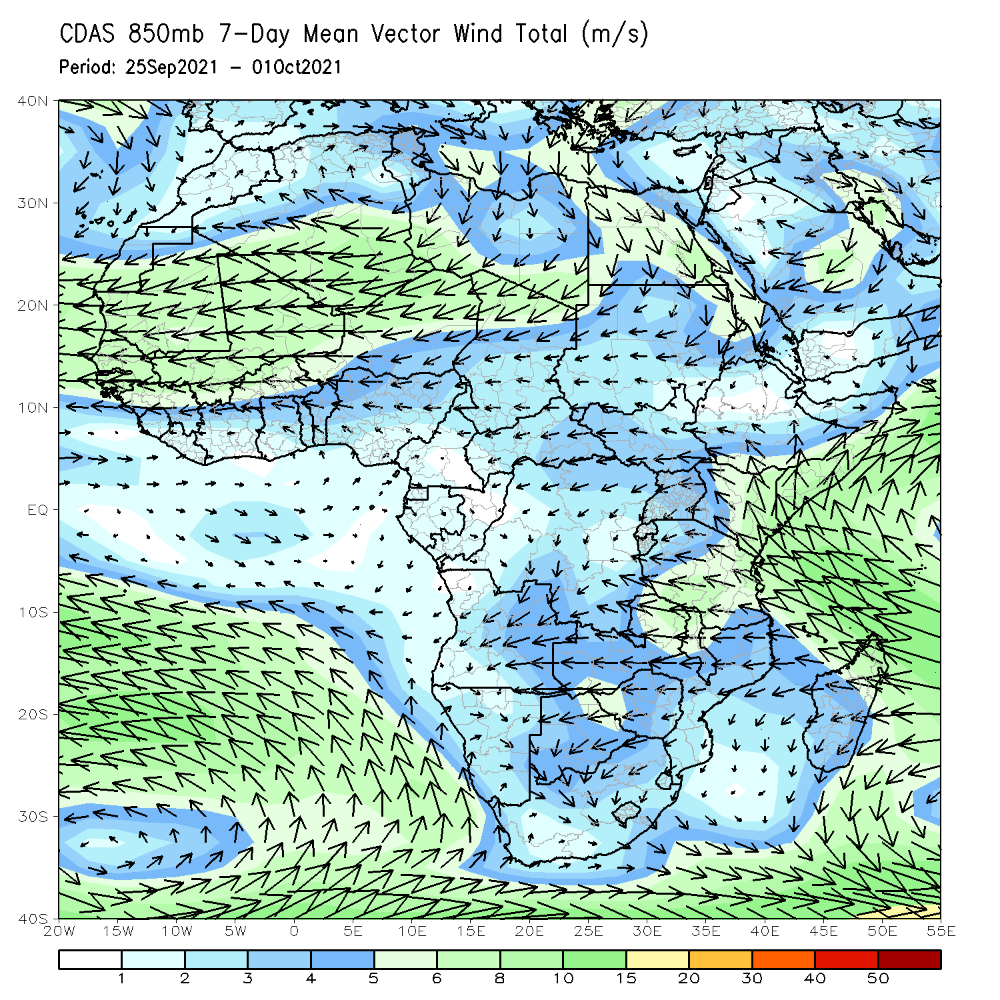 CDAS 850mb 7-Day Mean Vector Wind Total (m/s)
Period: 25Sep2021 - 01Oct2021
40N
30N
20N
10N
EQ
10S
20S
30S
40S
20W 15W 10W 5W 0 5E 10E 15E 20E 25E 30E 35E 40E 45E 50E 55E
1 2 3 4 5 6 8 10 15 20 30 40 50